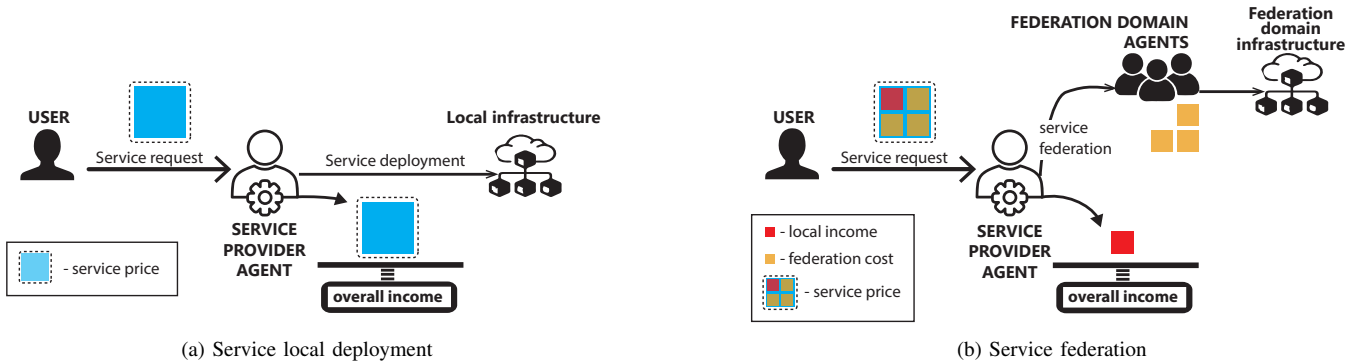 USER
Service request
SERVICE
PROVIDER
AGENT
Service deployment
Local infrastructure
overall income
- service price
(a) Service local deployment
USER
Service request
SERVICE
PROVIDER
AGENT
service
federation
FEDERATION DOMAIN
AGENTS
Federation
domain
infrastructure
overall income
- local income
- federation cost
- service price
(b) Service federation